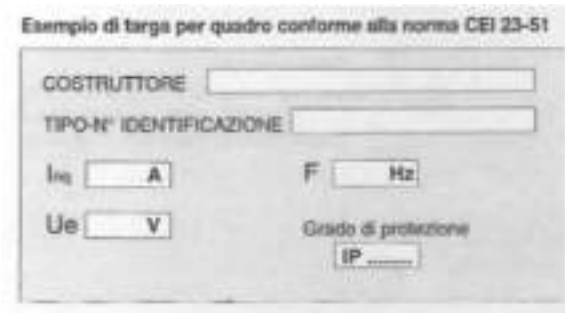 Esempio di targa per quadro conforme alla norma CEI 23-51
COSTRUTTORE
TIPO-N° IDENTIFICAZIONE
Inq A F Hz
Ue V Grado di protezione
IP ........